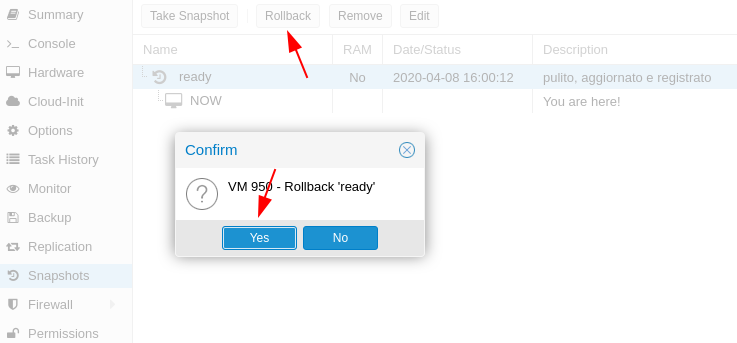 Summary
Console
Hardware
Cloud-Init
Options
Task History
Monitor
Backup
Replication
Snapshots
Firewall
Permissions
Take Snapshot Rollback Remove Edit
Name RAM Date/Status Description
ready No 2020-04-08 16:00:12 pulito, aggiornato e registrato
NOW You are here!
Confirm
VM 950 - Rollback 'ready'
Yes No